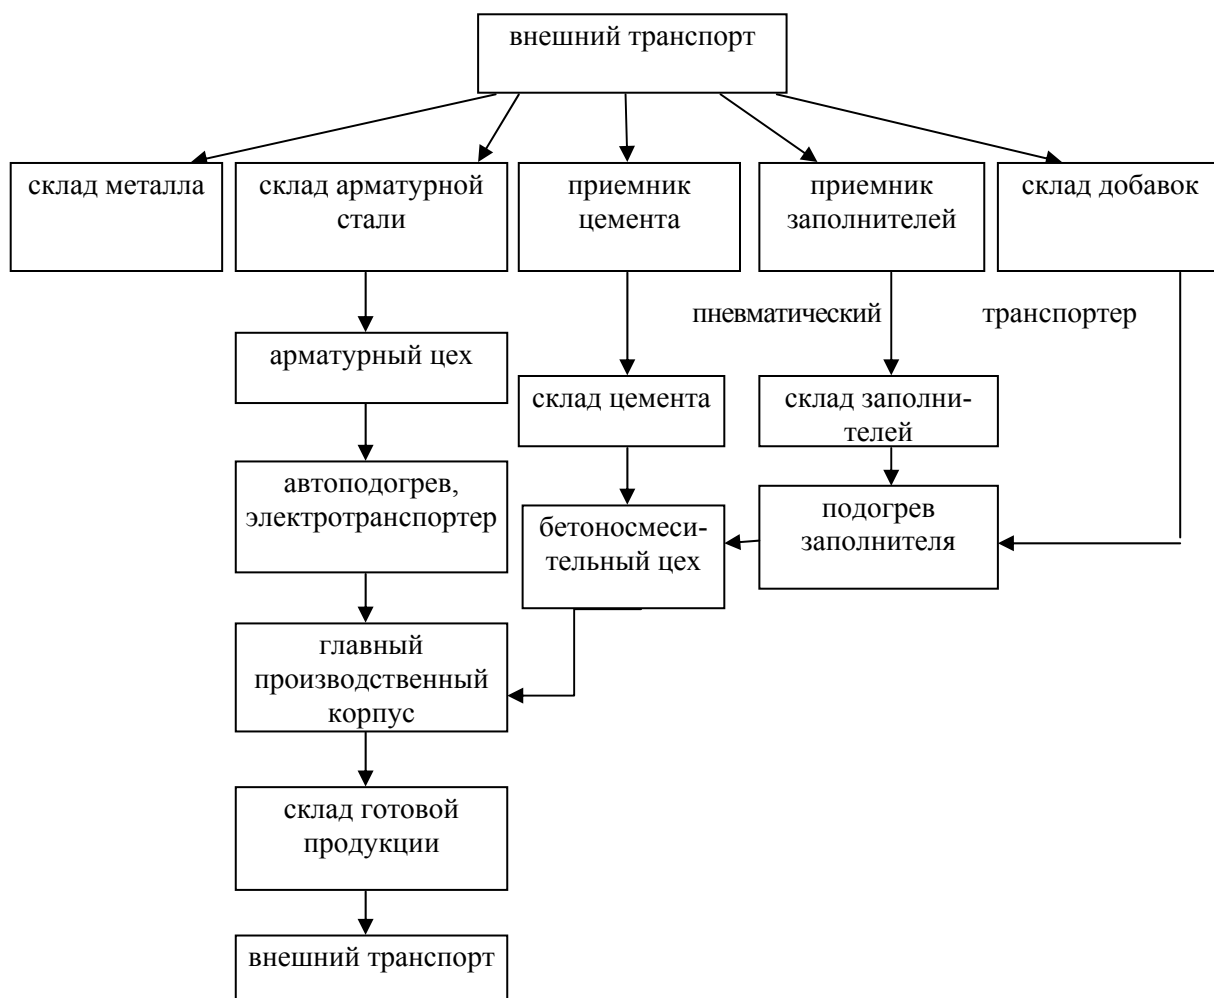 внешний транспорт
склад металла
склад арматурной
стали
приемник
цемента
приемник
заполнителей
склад добавок
пневматический
транспортер
арматурный цех
склад цемента
склад заполни-
телей
автоподогрев,
электротранспортер
бетоносмеси-
тельный цех
подогрев
заполнителя
главный
производственный
корпус
склад готовой
продукции
внешний транспорт